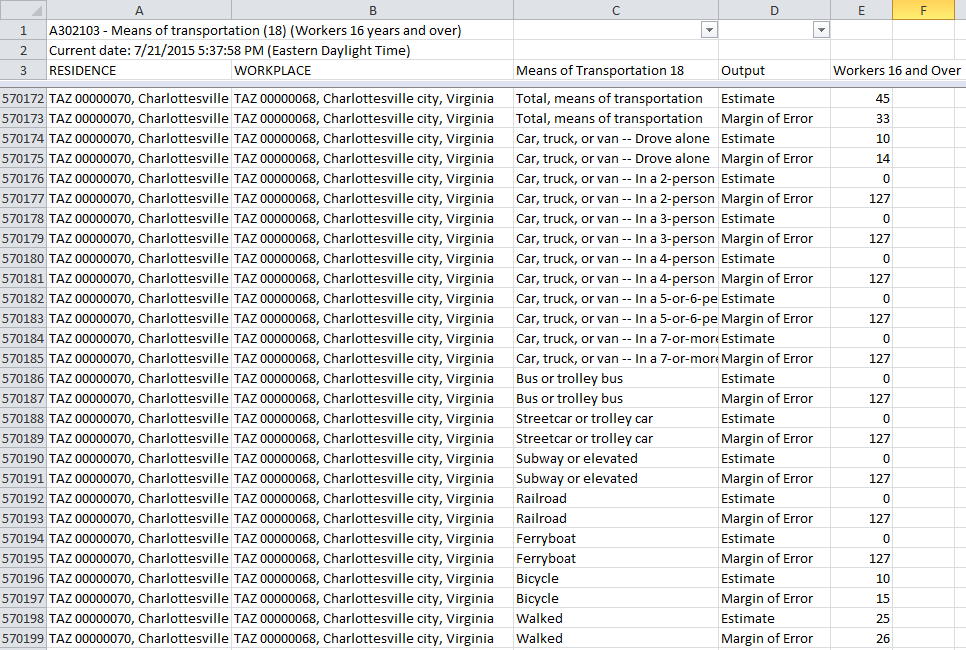 A B C D E F
1 A302103 - Means of transportation (18) (Workers 16 years and over)
2 Current date: 7/21/2015 5:37:58 PM (Eastern Daylight Time)
3 RESIDENCE WORKPLACE Means of Transportation 18 Output Workers 16 and Over
570172 TAZ 00000070, Charlottesville TAZ 00000068, Charlottesville city, Virginia Total, means of transportation Estimate 45
570173 TAZ 00000070, Charlottesville TAZ 00000068, Charlottesville city, Virginia Total, means of transportation Margin of Error 33
570174 TAZ 00000070, Charlottesville TAZ 00000068, Charlottesville city, Virginia Car, truck, or van -- Drove alone Estimate 10
570175 TAZ 00000070, Charlottesville TAZ 00000068, Charlottesville city, Virginia Car, truck, or van -- Drove alone Margin of Error 14
570176 TAZ 00000070, Charlottesville TAZ 00000068, Charlottesville city, Virginia Car, truck, or van -- In a 2-person Estimate 0
570177 TAZ 00000070, Charlottesville TAZ 00000068, Charlottesville city, Virginia Car, truck, or van -- In a 2-person Margin of Error 127
570178 TAZ 00000070, Charlottesville TAZ 00000068, Charlottesville city, Virginia Car, truck, or van -- In a 3-person Estimate 0
570179 TAZ 00000070, Charlottesville TAZ 00000068, Charlottesville city, Virginia Car, truck, or van -- In a 3-person Margin of Error 127
570180 TAZ 00000070, Charlottesville TAZ 00000068, Charlottesville city, Virginia Car, truck, or van -- In a 4-person Estimate 0
570181 TAZ 00000070, Charlottesville TAZ 00000068, Charlottesville city, Virginia Car, truck, or van -- In a 4-person Margin of Error 127
570182 TAZ 00000070, Charlottesville TAZ 00000068, Charlottesville city, Virginia Car, truck, or van -- In a 5-or-6-pe Estimate 0
570183 TAZ 00000070, Charlottesville TAZ 00000068, Charlottesville city, Virginia Car, truck, or van -- In a 5-or-6-pe Margin of Error 127
570184 TAZ 00000070, Charlottesville TAZ 00000068, Charlottesville city, Virginia Car, truck, or van -- In a 7-or-more Estimate 0
570185 TAZ 00000070, Charlottesville TAZ 00000068, Charlottesville city, Virginia Car, truck, or van -- In a 7-or-more Margin of Error 127
570186 TAZ 00000070, Charlottesville TAZ 00000068, Charlottesville city, Virginia Bus or trolley bus Estimate 0
570187 TAZ 00000070, Charlottesville TAZ 00000068, Charlottesville city, Virginia Bus or trolley bus Margin of Error 127
570188 TAZ 00000070, Charlottesville TAZ 00000068, Charlottesville city, Virginia Streetcar or trolley car Estimate 0
570189 TAZ 00000070, Charlottesville TAZ 00000068, Charlottesville city, Virginia Streetcar or trolley car Margin of Error 127
570190 TAZ 00000070, Charlottesville TAZ 00000068, Charlottesville city, Virginia Subway or elevated Estimate 0
570191 TAZ 00000070, Charlottesville TAZ 00000068, Charlottesville city, Virginia Subway or elevated Margin of Error 127
570192 TAZ 00000070, Charlottesville TAZ 00000068, Charlottesville city, Virginia Railroad Estimate 0
570193 TAZ 00000070, Charlottesville TAZ 00000068, Charlottesville city, Virginia Railroad Margin of Error 127
570194 TAZ 00000070, Charlottesville TAZ 00000068, Charlottesville city, Virginia Ferryboat Estimate 0
570195 TAZ 00000070, Charlottesville TAZ 00000068, Charlottesville city, Virginia Ferryboat Margin of Error 127
570196 TAZ 00000070, Charlottesville TAZ 00000068, Charlottesville city, Virginia Bicycle Estimate 10
570197 TAZ 00000070, Charlottesville TAZ 00000068, Charlottesville city, Virginia Bicycle Margin of Error 15
570198 TAZ 00000070, Charlottesville TAZ 00000068, Charlottesville city, Virginia Walked Estimate 25
570199 TAZ 00000070, Charlottesville TAZ 00000068, Charlottesville city, Virginia Walked Margin of Error 26